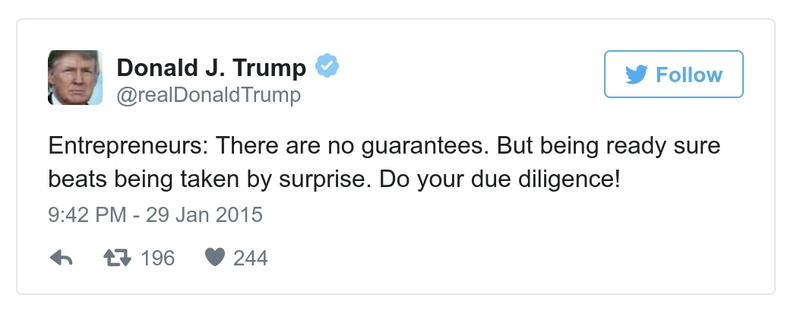 Donald J. Trump
@realDonaldTrump
Follow
Entrepreneurs: There are no guarantees. But being ready sure
beats being taken by surprise. Do your due diligence!
9:42 PM - 29 Jan 2015
196 244